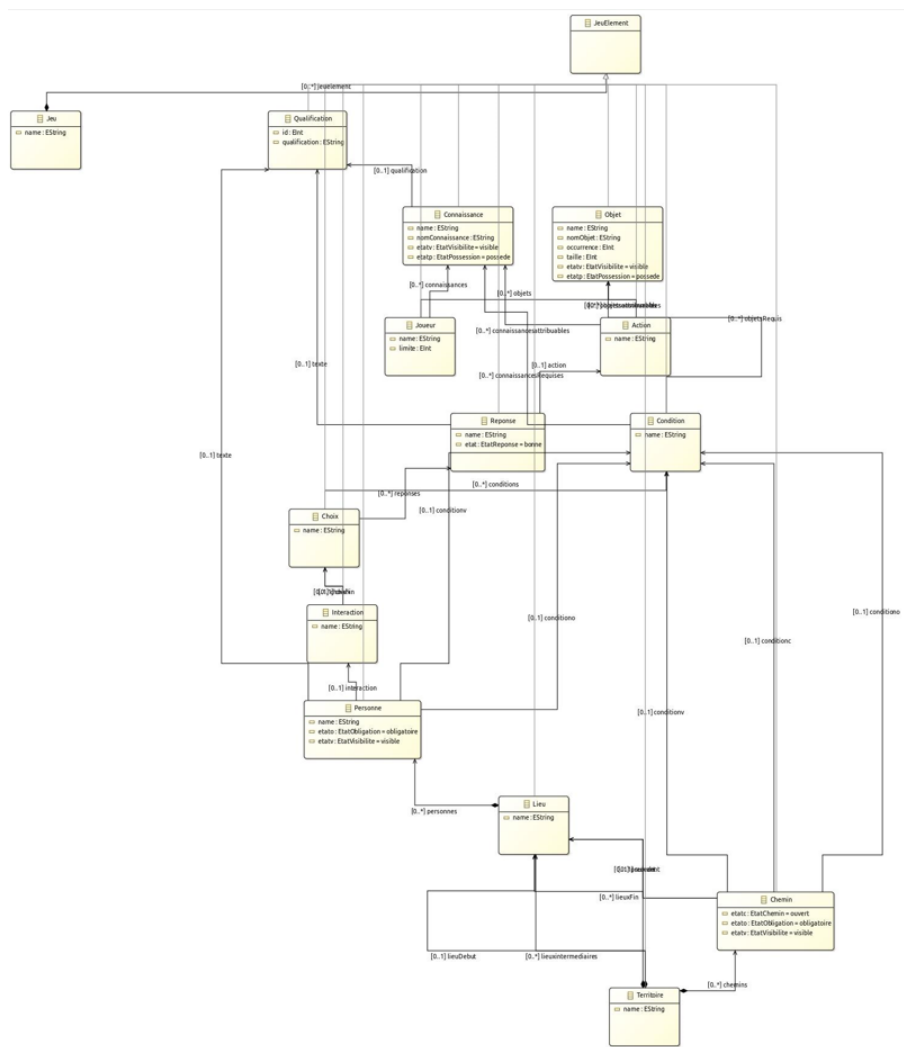 JeuElement
[0..*] jeuelement
Jeu
name : EString
Qualification
id : EInt
qualification : EString
[0..1] qualification
Connaissance
name : EString
nomConnaissance : EString
etatv : EtatVisibilite = visible
etatp : EtatPossession = possede
Objet
name : EString
nomObjet : EString
occurrence : EInt
taille : EInt
etatv : EtatVisibilite = visible
etatp : EtatPossession = possede
[0..*] connaissances
[0..*] objets
[0..*] objetsRequis
Joueur
name : EString
limite : EInt
[0..*] connaissancesattribuables
Action
name : EString
[0..1] texte
[0..1] action
[0..*] connaissancesRequises
Reponse
name : EString
etat : EtatReponse = bonne
Condition
name : EString
[0..1] texte
[0..*] conditions
[0..*] reponses
[0..1] conditionv
Choix
name : EString
Interaction
name : EString
[0..1] conditiono
[0..1] conditiono
[0..1] conditionc
[0..1] interaction
Personne
name : EString
etato : EtatObligation = obligatoire
etatv : EtatVisibilite = visible
[0..1] conditionv
[0..*] personnes
Lieu
name : EString
[0..*] lieuxFin
Chemin
etatc : EtatChemin = ouvert
etato : EtatObligation = obligatoire
etatv : EtatVisibilite = visible
[0..1] lieuDebut
[0..*] lieuxintermediaires
[0..*] chemins
Territoire
name : EString